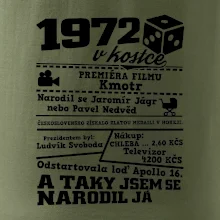 1972
v kostce
PREMIÉRA FILMU
Kmotr
Narodil se Jaromír Jágr
nebo Pavel Nedvěd
ČESKOSLOVENSKO ZÍSKALO ZLATOU MEDAILI V HOKEJI
Prezidentem byl:
Ludvík Svoboda
Nákup:
CHLEBA ... 2,60 KČS
Televizor
4200 KČS
Odstartovala loď Apollo 16.
A TAKY JSEM SE
NARODIL JÁ